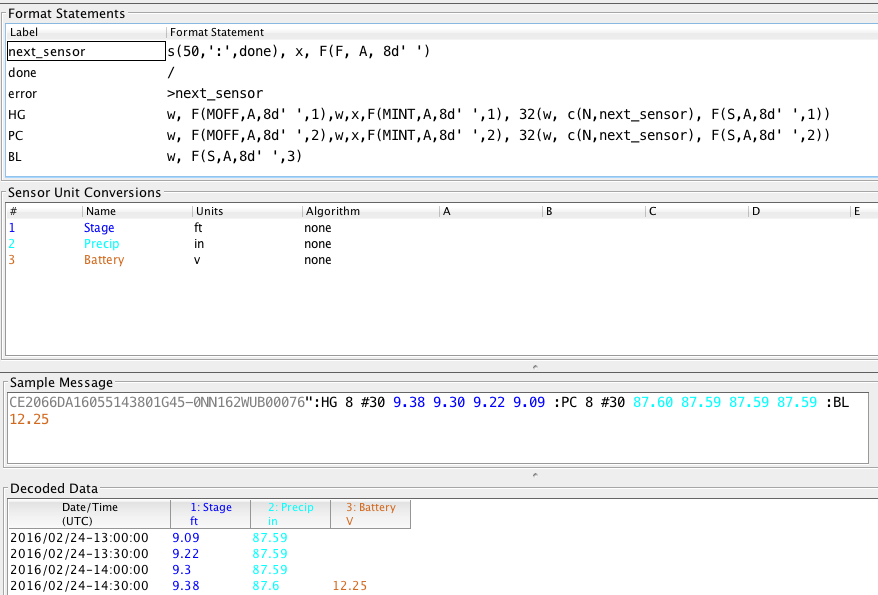 Format Statements
Label Format Statement
next_sensor s(50,':',done), x, F(F, A, 8d' ')
done /
error >next_sensor
HG w, F(MOFF,A,8d' ',1),w,x,F(MINT,A,8d' ',1), 32(w, c(N,next_sensor), F(S,A,8d' ',1))
PC w, F(MOFF,A,8d' ',2),w,x,F(MINT,A,8d' ',2), 32(w, c(N,next_sensor), F(S,A,8d' ',2))
BL w, F(S,A,8d' ',3)
Sensor Unit Conversions
# Name Units Algorithm A B C D E
1 Stage ft none
2 Precip in none
3 Battery v none
Sample Message
CE2066DA16055143801G45-0NN162WUB00076":HG 8 #30 9.38 9.30 9.22 9.09 :PC 8 #30 87.60 87.59 87.59 87.59 :BL
12.25
Decoded Data
Date/Time 1: Stage 2: Precip 3: Battery
(UTC) ft in V
2016/02/24-13:00:00 9.09 87.59
2016/02/24-13:30:00 9.22 87.59
2016/02/24-14:00:00 9.3 87.59
2016/02/24-14:30:00 9.38 87.6 12.25